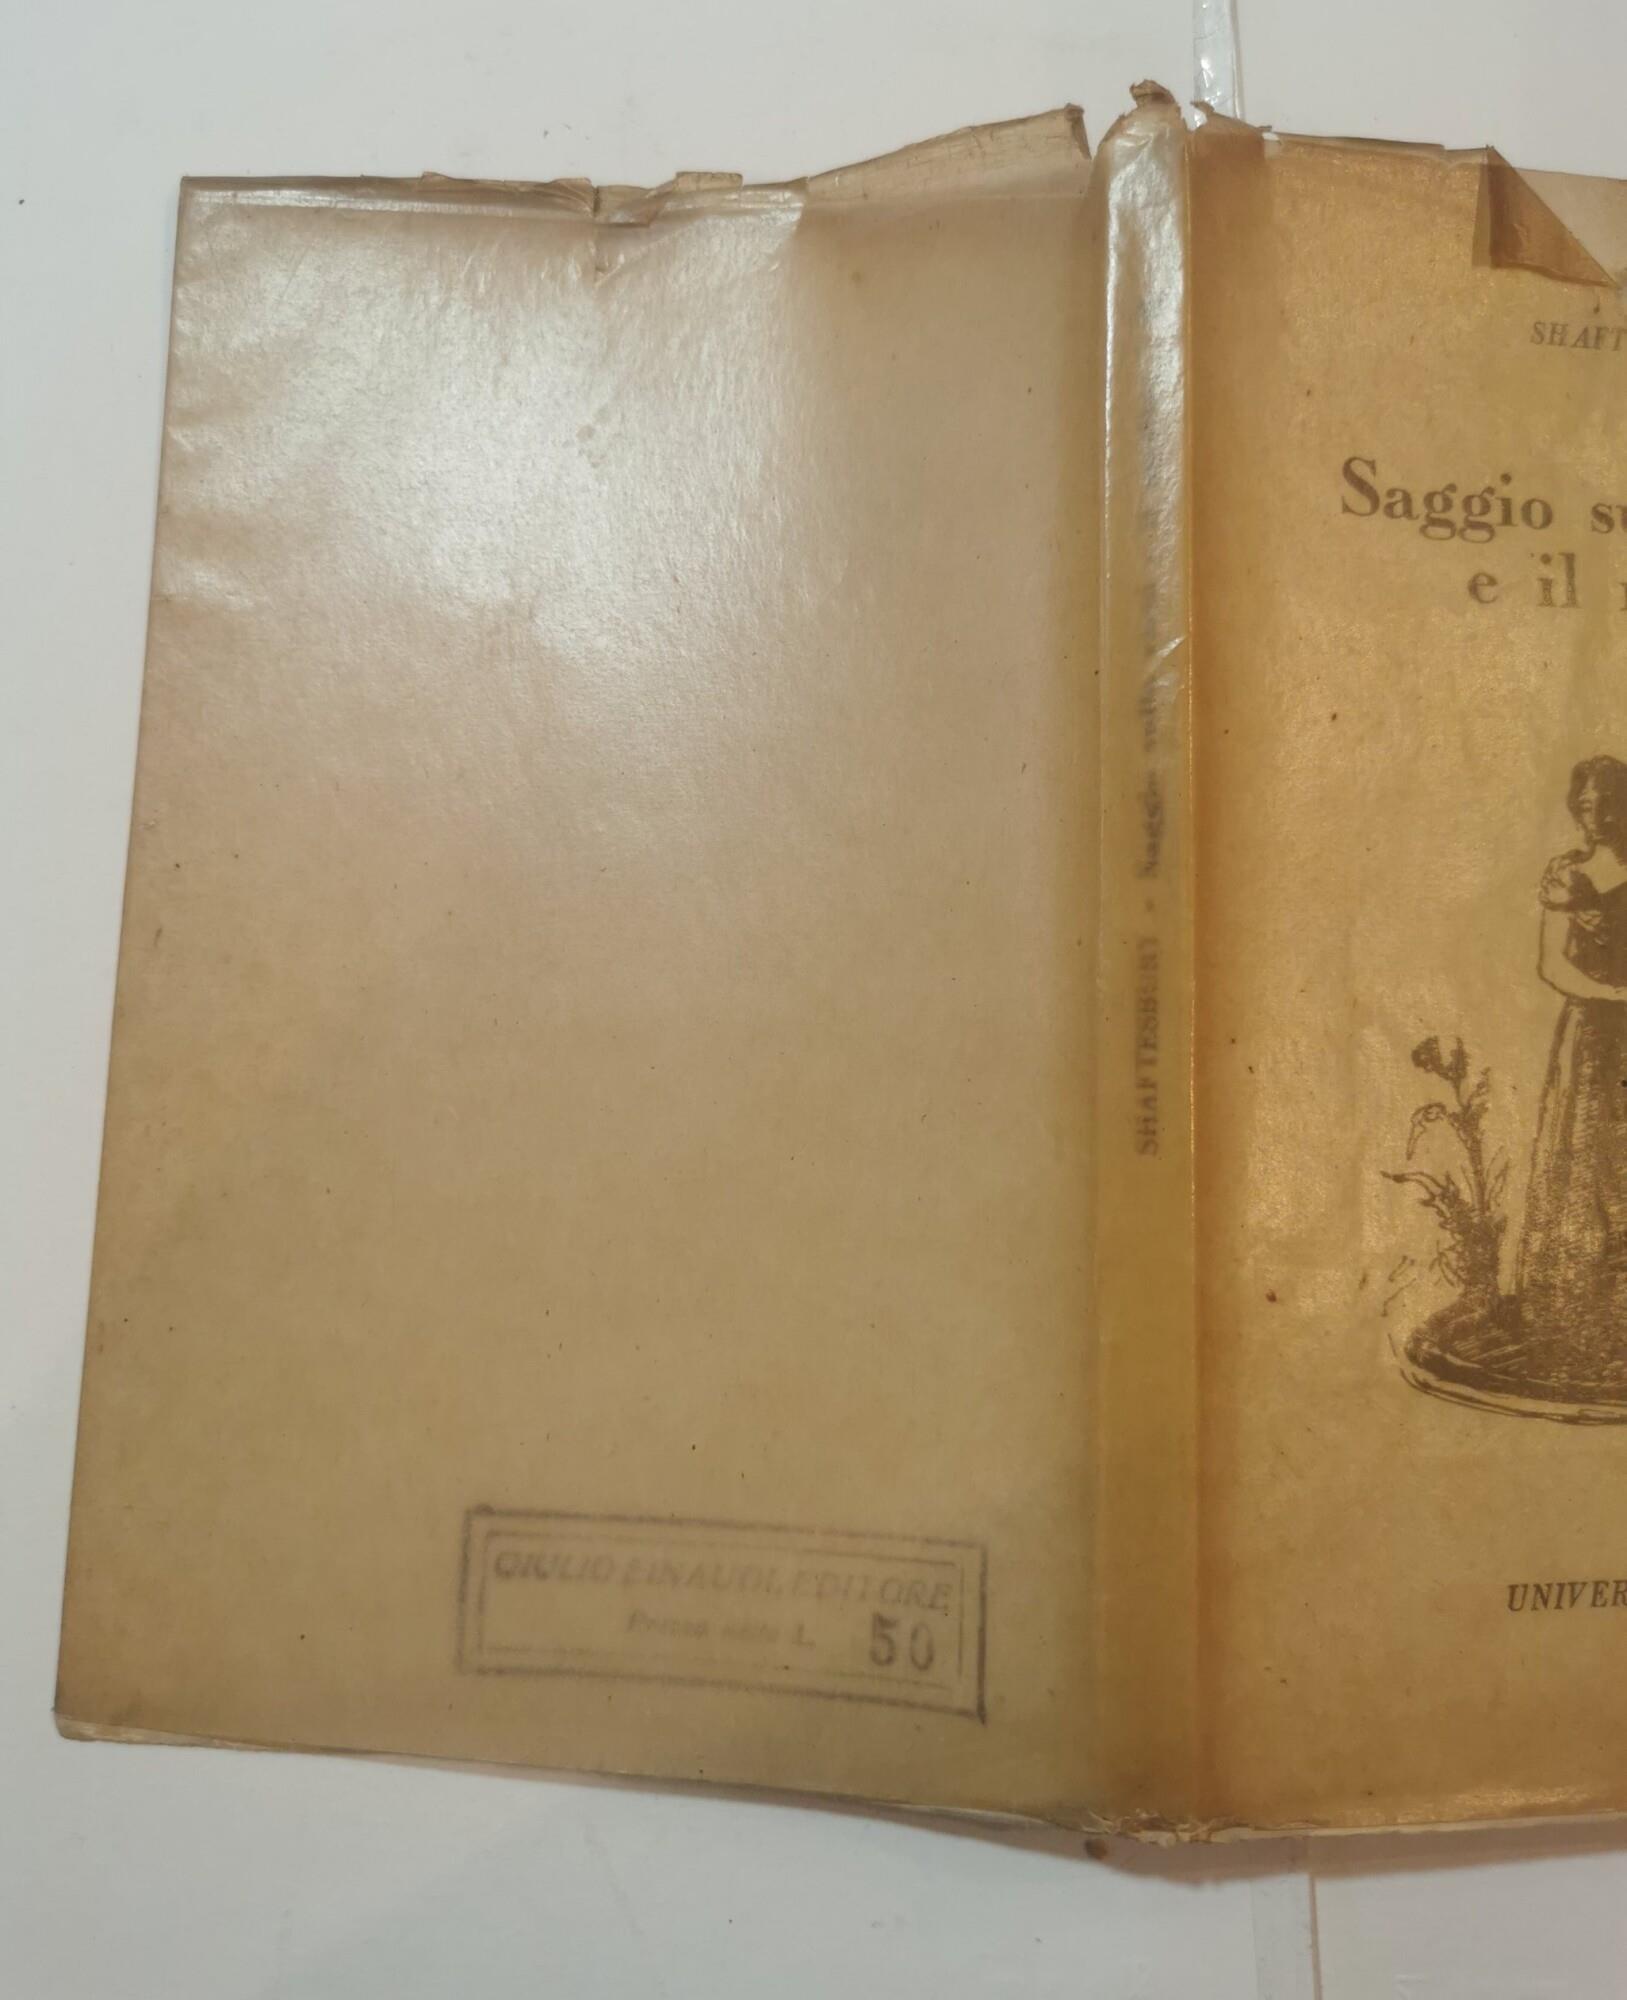 SHAFT
Saggio su
e il
UNIVER
SHAFTESBURY • Saggio sulla
GIULIO EINAUDI, EDITORE
Prezzo netto L. 50